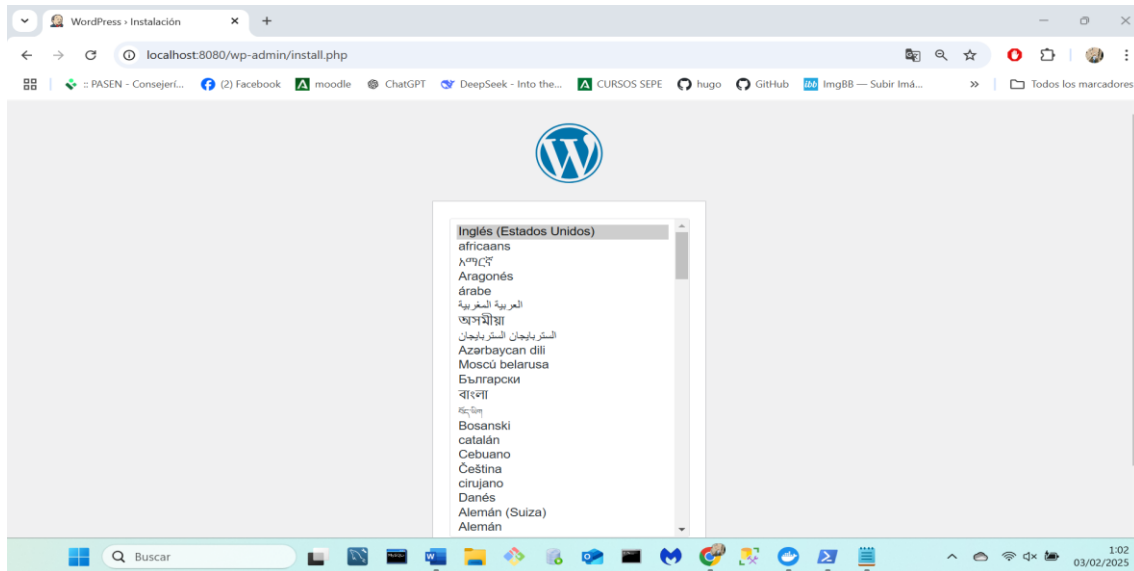 WordPress › Instalación
localhost:8080/wp-admin/install.php
:: PASEN - Consejerí... (2) Facebook moodle ChatGPT DeepSeek - Into the... CURSOS SEPE hugo GitHub ImgBB — Subir Imá... » Todos los marcadores
Inglés (Estados Unidos)
africaans
አማርኛ
Aragonés
árabe
العربية المغربية
অসমীয়া
الستربايجان الستربايجان
Azərbaycan dili
Moscú belarusa
Български
বাংলা
Bosanski
catalán
Cebuano
Čeština
cirujano
Danés
Alemán (Suiza)
Alemán
Buscar
1:02
03/02/2025